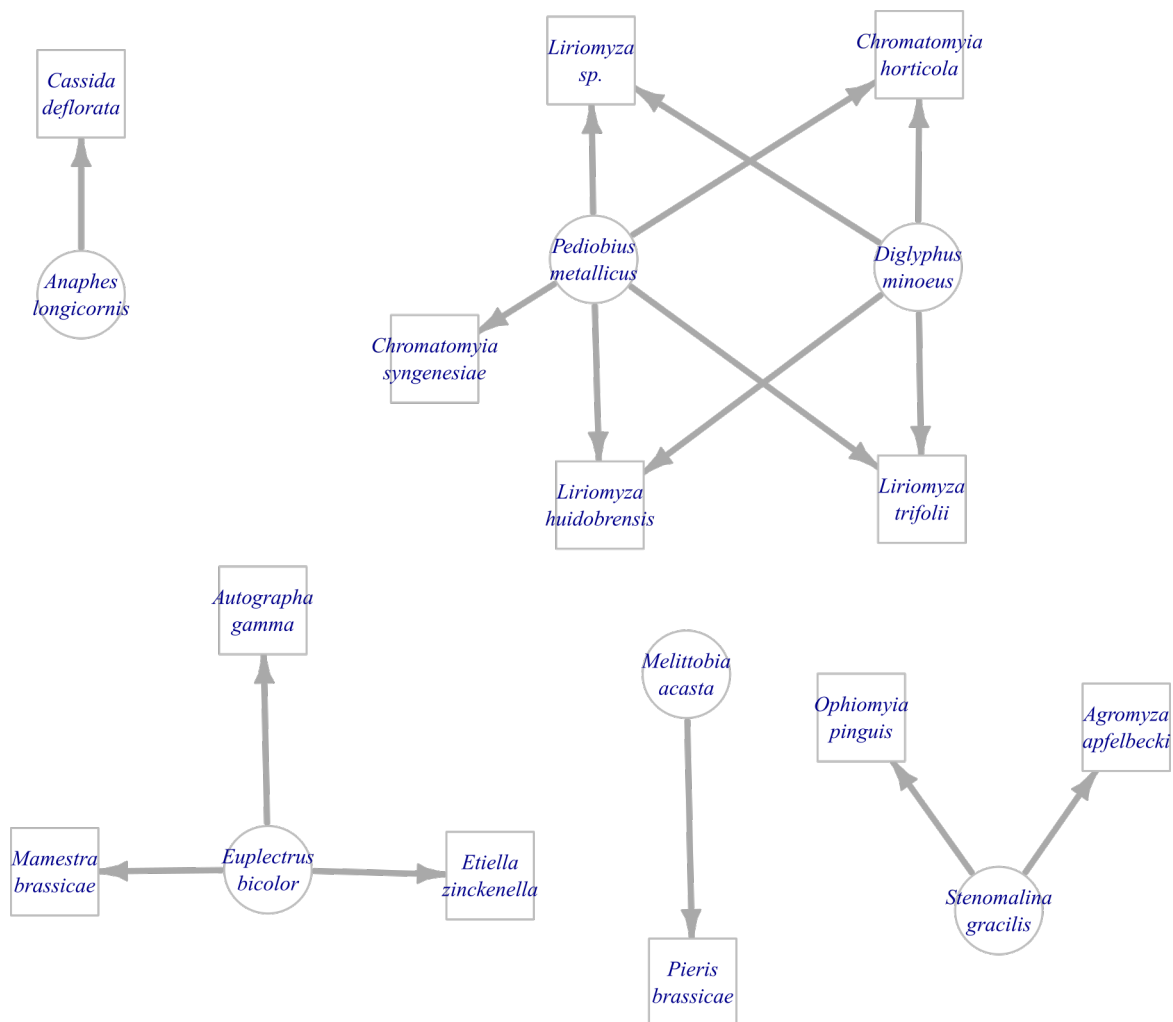 Liriomyza
sp.
Chromatomyia
horticola
Cassida
deflorata
Pediobius
metallicus
Diglyphus
minoeus
Anaphes
longicornis
Chromatomyia
syngenesiae
Liriomyza
huidobrensis
Liriomyza
trifolii
Autographa
gamma
Melittobia
acasta
Ophiomyia
pinguis
Agromyza
apfelbecki
Mamestra
brassicae
Euplectrus
bicolor
Etiella
zinckenella
Stenomalina
gracilis
Pieris
brassicae